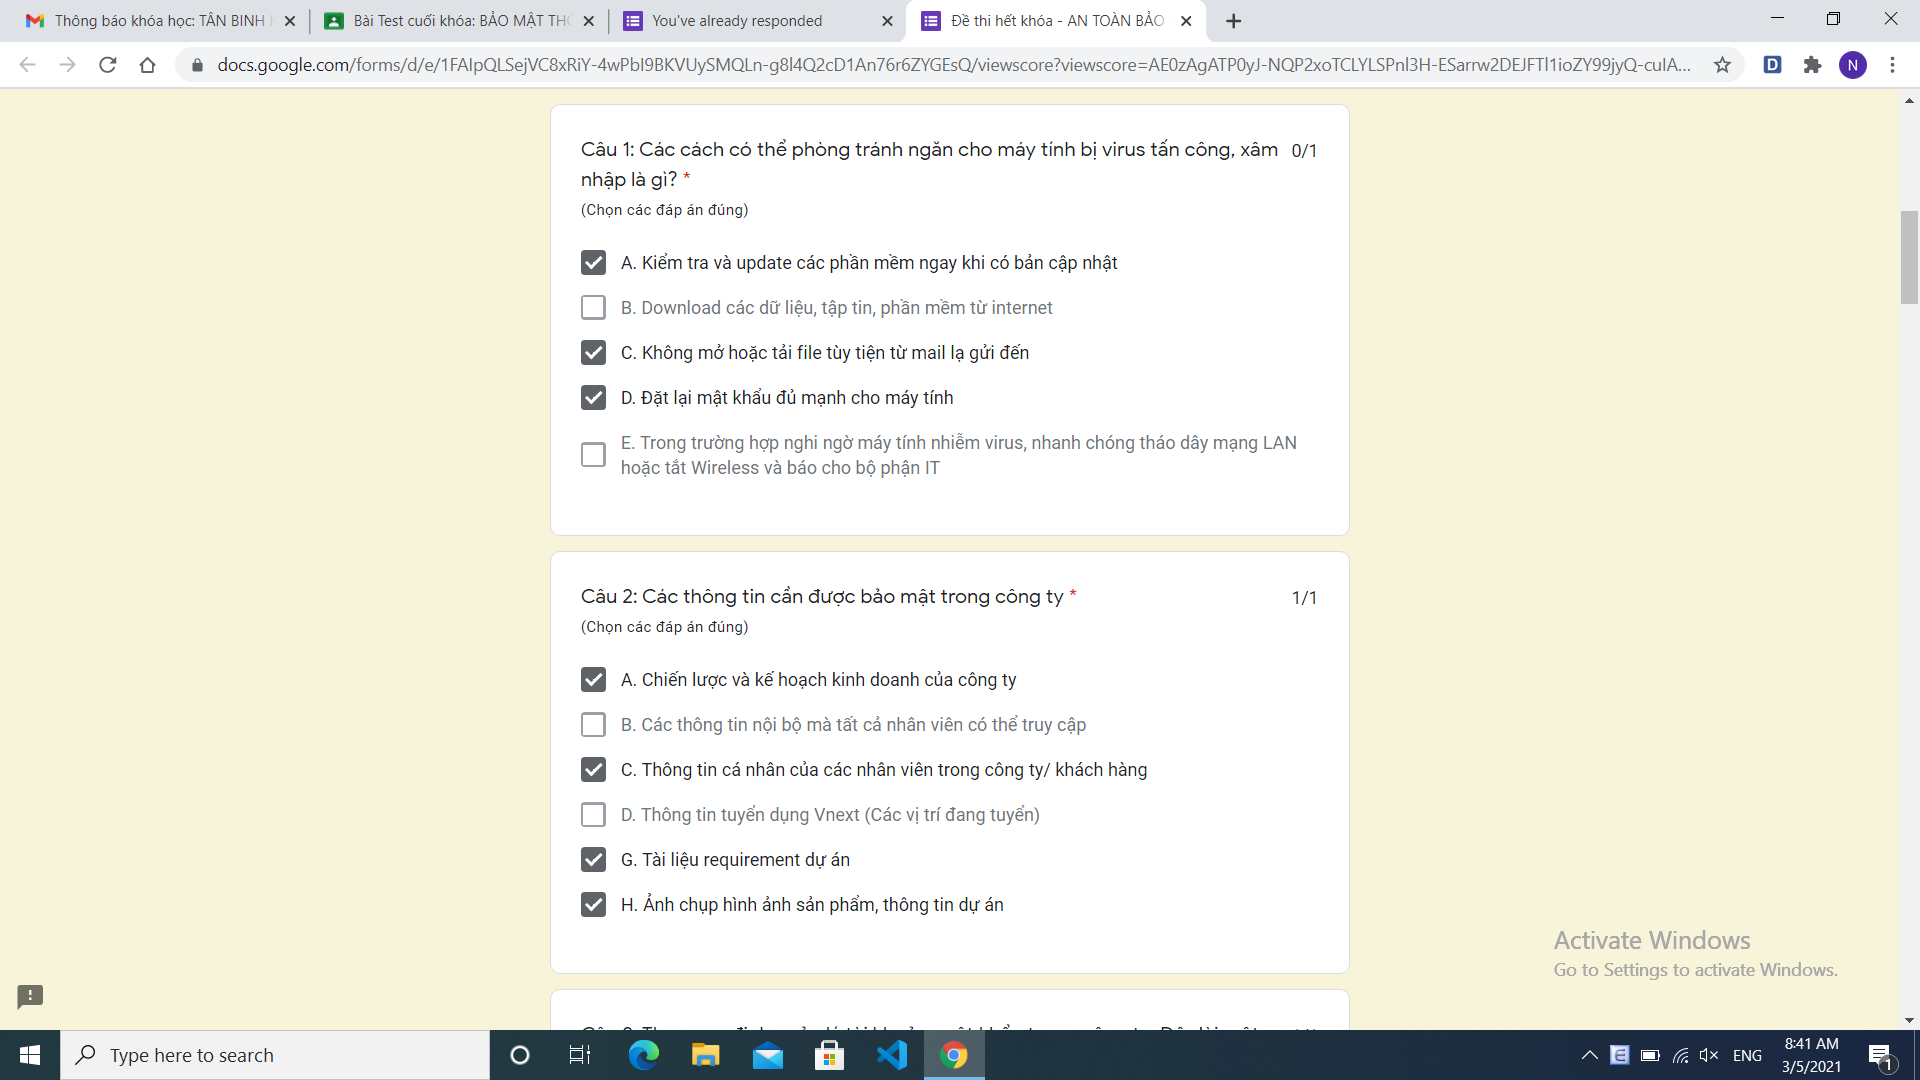 Thông báo khóa học: TÂN BINH
Bài Test cuối khóa: BẢO MẬT THÔ
You've already responded
Đề thi hết khóa - AN TOÀN BẢO
docs.google.com/forms/d/e/1FAIpQLSejVC8xRiY-4wPbI9BKVUySMQLn-g8l4Q2cD1An76r6ZYGEsQ/viewscore?viewscore=AE0zAgATP0yJ-NQP2xoTCLYLSPnl3H-ESarrw2DEJFTl1ioZY99jyQ-cuIA...
D
N
Câu 1: Các cách có thể phòng tránh ngăn cho máy tính bị virus tấn công, xâm 0/1
nhập là gì? *
(Chọn các đáp án đúng)
A. Kiểm tra và update các phần mềm ngay khi có bản cập nhật
B. Download các dữ liệu, tập tin, phần mềm từ internet
C. Không mở hoặc tải file tùy tiện từ mail lạ gửi đến
D. Đặt lại mật khẩu đủ mạnh cho máy tính
E. Trong trường hợp nghi ngờ máy tính nhiễm virus, nhanh chóng tháo dây mạng LAN
hoặc tắt Wireless và báo cho bộ phận IT
Câu 2: Các thông tin cần được bảo mật trong công ty * 1/1
(Chọn các đáp án đúng)
A. Chiến lược và kế hoạch kinh doanh của công ty
B. Các thông tin nội bộ mà tất cả nhân viên có thể truy cập
C. Thông tin cá nhân của các nhân viên trong công ty/ khách hàng
D. Thông tin tuyển dụng Vnext (Các vị trí đang tuyển)
G. Tài liệu requirement dự án
H. Ảnh chụp hình ảnh sản phẩm, thông tin dự án
Activate Windows
Go to Settings to activate Windows.
Type here to search
ENG
8:41 AM
3/5/2021
1